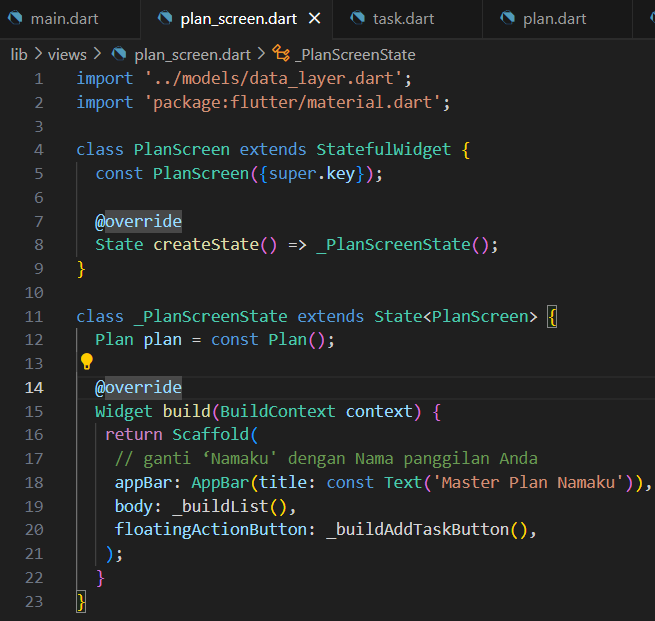 main.dart plan_screen.dart × task.dart plan.dart
lib > views > plan_screen.dart > _PlanScreenState
1 import '../models/data_layer.dart';
2 import 'package:flutter/material.dart';
3
4 class PlanScreen extends StatefulWidget {
5 const PlanScreen({super.key});
6
7 @override
8 State createState() => _PlanScreenState();
9 }
10
11 class _PlanScreenState extends State<PlanScreen> {
12 Plan plan = const Plan();
13
14 @override
15 Widget build(BuildContext context) {
16 return Scaffold(
17 // ganti ‘Namaku' dengan Nama panggilan Anda
18 appBar: AppBar(title: const Text('Master Plan Namaku')),
19 body: _buildList(),
20 floatingActionButton: _buildAddTaskButton(),
21 );
22 }
23 }